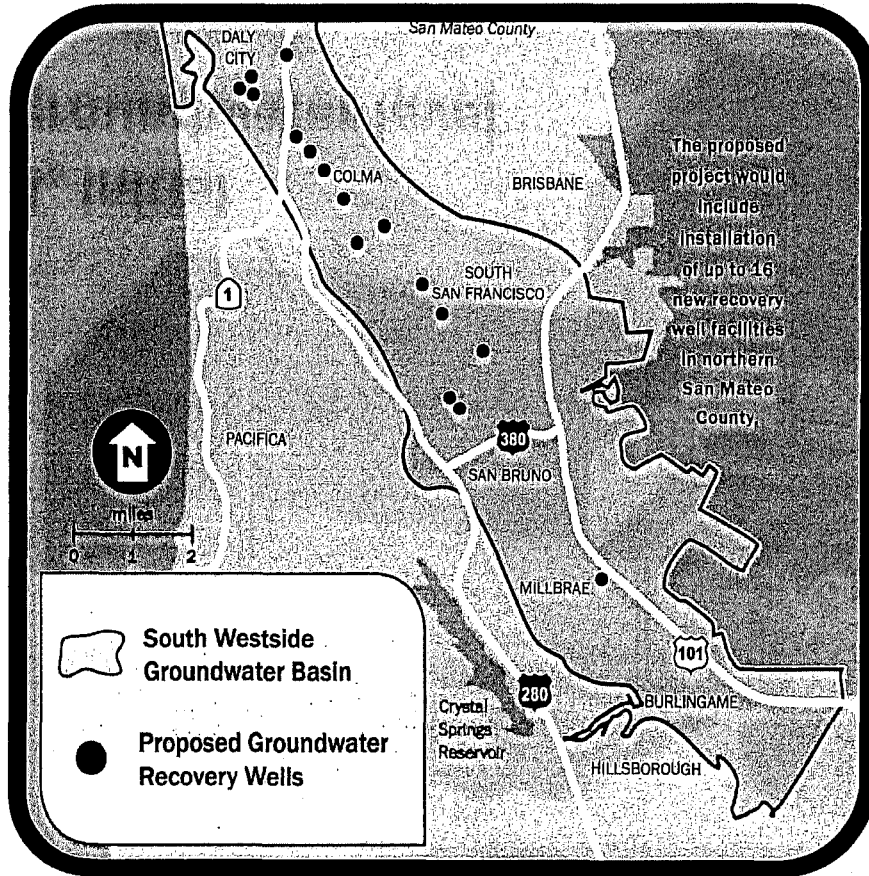 San Mateo County
DALY
CITY
COLMA
BRISBANE
The proposed
project would
include
installation
of up to 16
new recovery
well facilities
in northern
San Mateo
County.
SOUTH
SAN FRANCISCO
1
PACIFICA
N
380
SAN BRUNO
miles
0 1 2
MILLBRAE
101
280
Crystal
Springs
Reservoir
BURLINGAME
HILLSBOROUGH
South Westside
Groundwater Basin
Proposed Groundwater
Recovery Wells